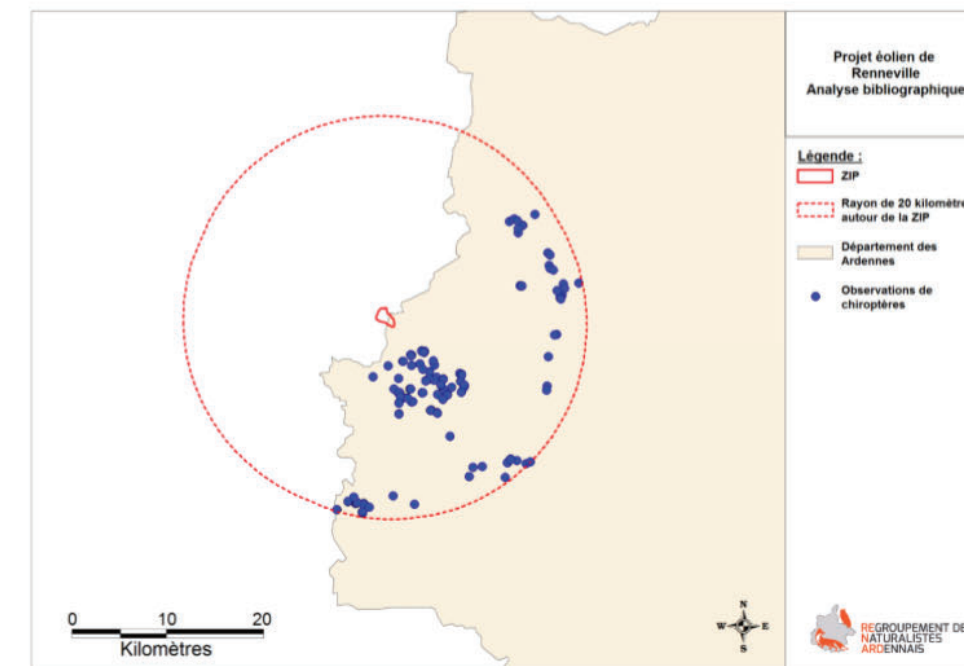 Projet éolien de
Renneville
Analyse bibliographique
Légende :
ZIP
Rayon de 20 kilomètre
autour de la ZIP
Département des
Ardennes
Observations de
chiroptères
0 10 20
Kilomètres
N
W E
S
REGROUPEMENT DE
NATURALISTES
ARDENNAIS